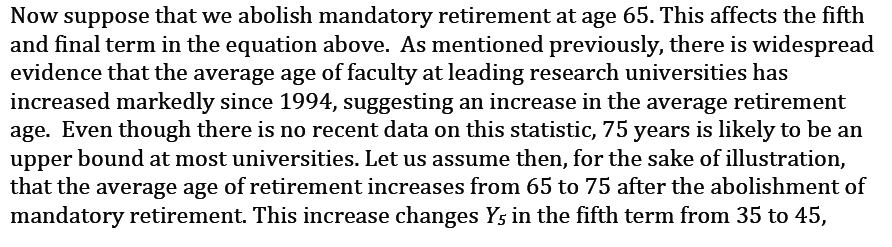 Now suppose that we abolish mandatory retirement at age 65. This affects the fifth
and final term in the equation above.  As mentioned previously, there is widespread
evidence that the average age of faculty at leading research universities has
increased markedly since 1994, suggesting an increase in the average retirement
age.  Even though there is no recent data on this statistic, 75 years is likely to be an
upper bound at most universities. Let us assume then, for the sake of illustration,
that the average age of retirement increases from 65 to 75 after the abolishment of
mandatory retirement. This increase changes Y₅ in the fifth term from 35 to 45,